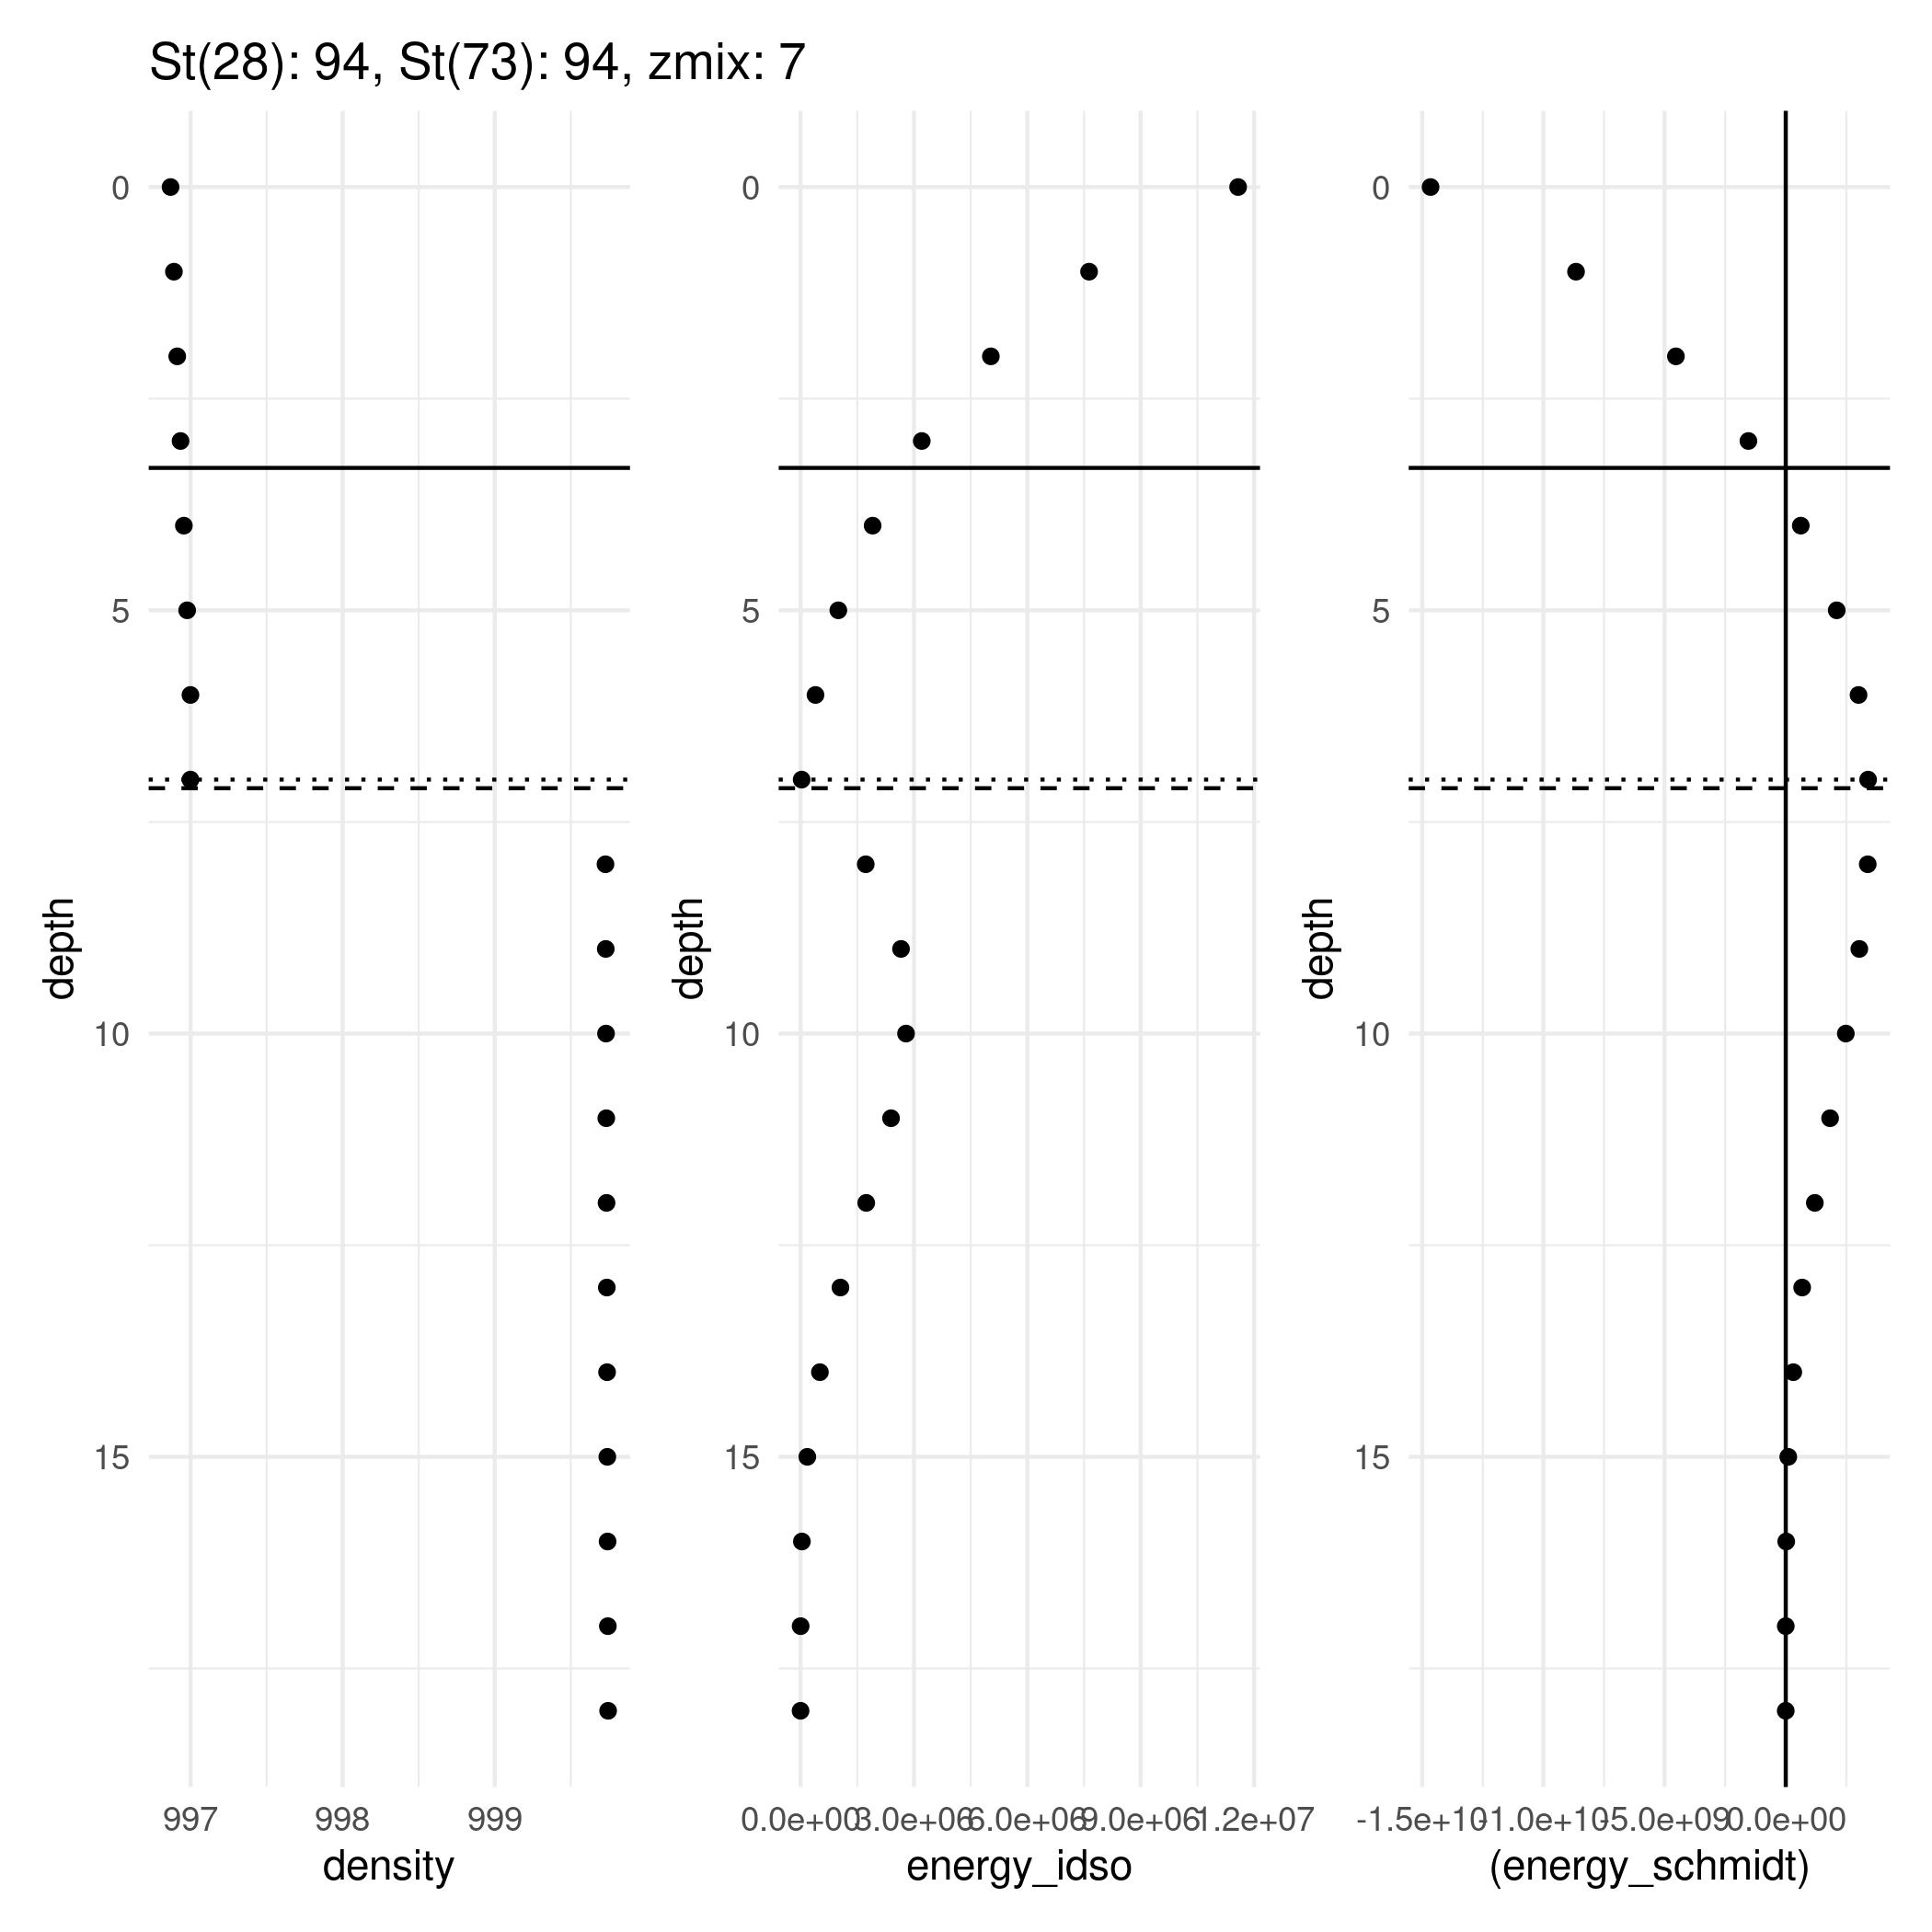 St(28): 94, St(73): 94, zmix: 7
0
5
10
15
depth
997 998 999
density
0
5
10
15
depth
0.0e+00 3.0e+06 6.0e+06 9.0e+06 1.2e+07
energy_idso
0
5
10
15
depth
-1.5e+10 -1.0e+10 -5.0e+09 0.0e+00
(energy_schmidt)